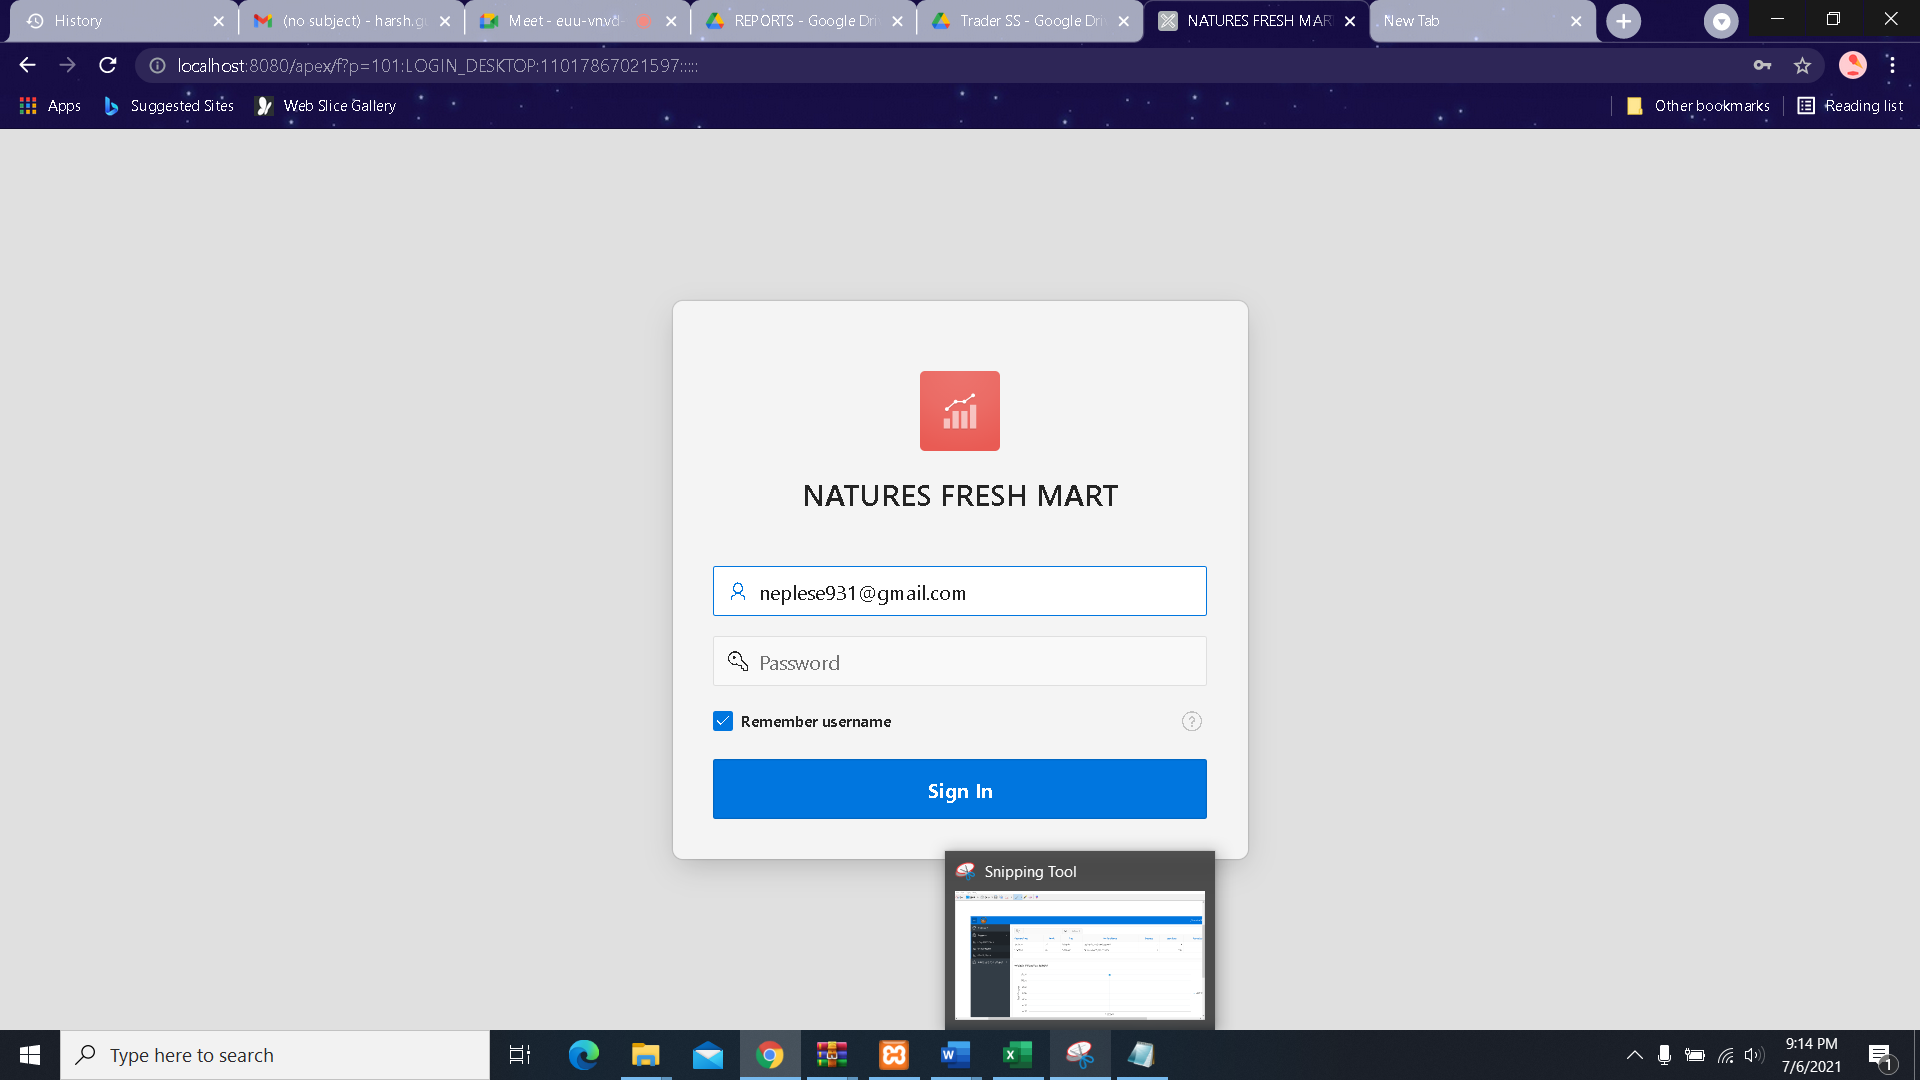 History
(no subject) - harsh.gu
Meet - euu-vnvd-
REPORTS - Google Dri
Trader SS - Google Dri
NATURES FRESH MAR
New Tab
localhost:8080/apex/f?p=101:LOGIN_DESKTOP:11017867021597:::::
Apps
Suggested Sites
Web Slice Gallery
Other bookmarks
Reading list
NATURES FRESH MART
neplese931@gmail.com
Password
Remember username
?
Sign In
Snipping Tool
Type here to search
9:14 PM
7/6/2021
1